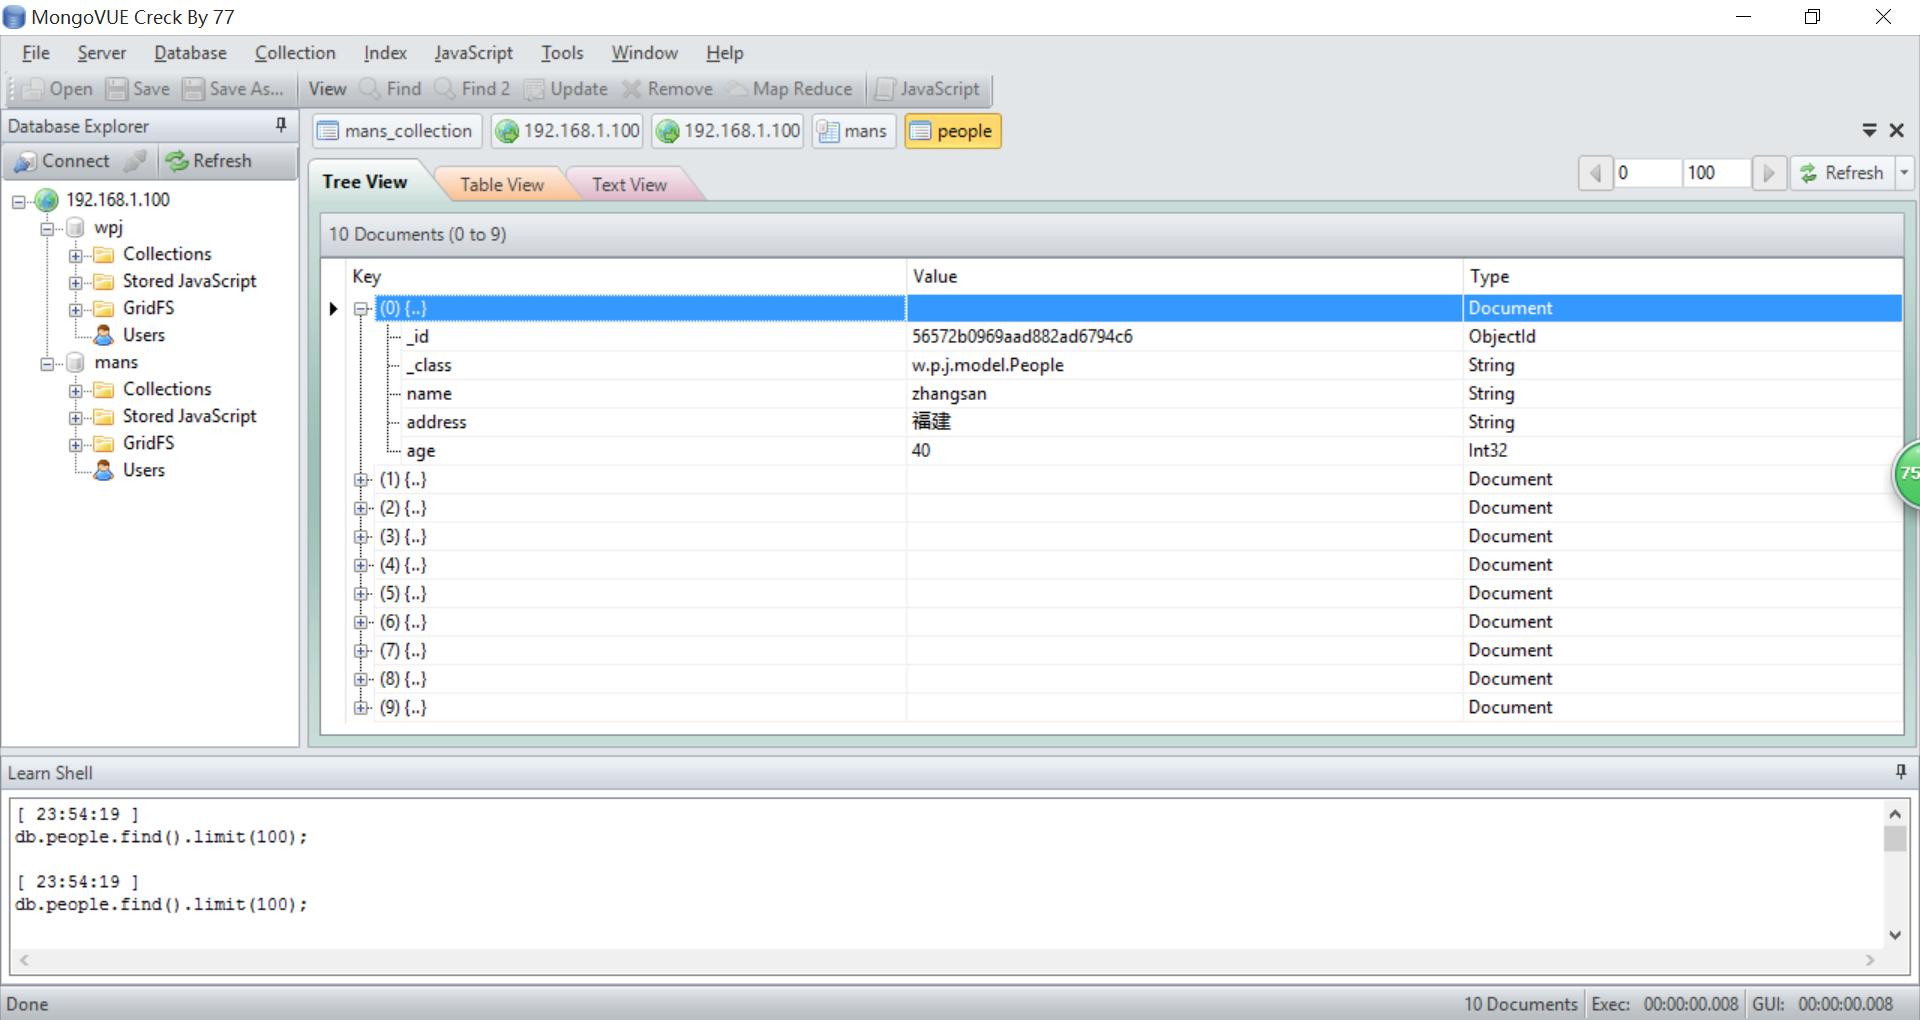 MongoVUE Creck By 77
File Server Database Collection Index JavaScript Tools Window Help
Open Save Save As... View Find Find 2 Update Remove Map Reduce JavaScript
Database Explorer
Connect Refresh
192.168.1.100
wpj
Collections
Stored JavaScript
GridFS
Users
mans
Collections
Stored JavaScript
GridFS
Users
mans_collection 192.168.1.100 192.168.1.100 mans people
Tree View Table View Text View 0 100 Refresh
10 Documents (0 to 9)
Key Value Type
(0) {..} Document
_id 56572b0969aad882ad6794c6 ObjectId
_class w.p.j.model.People String
name zhangsan String
address 福建 String
age 40 Int32
(1) {..} Document
(2) {..} Document
(3) {..} Document
(4) {..} Document
(5) {..} Document
(6) {..} Document
(7) {..} Document
(8) {..} Document
(9) {..} Document
75
Learn Shell
[ 23:54:19 ]
db.people.find().limit(100);
[ 23:54:19 ]
db.people.find().limit(100);
Done 10 Documents Exec: 00:00:00.008 GUI: 00:00:00.008